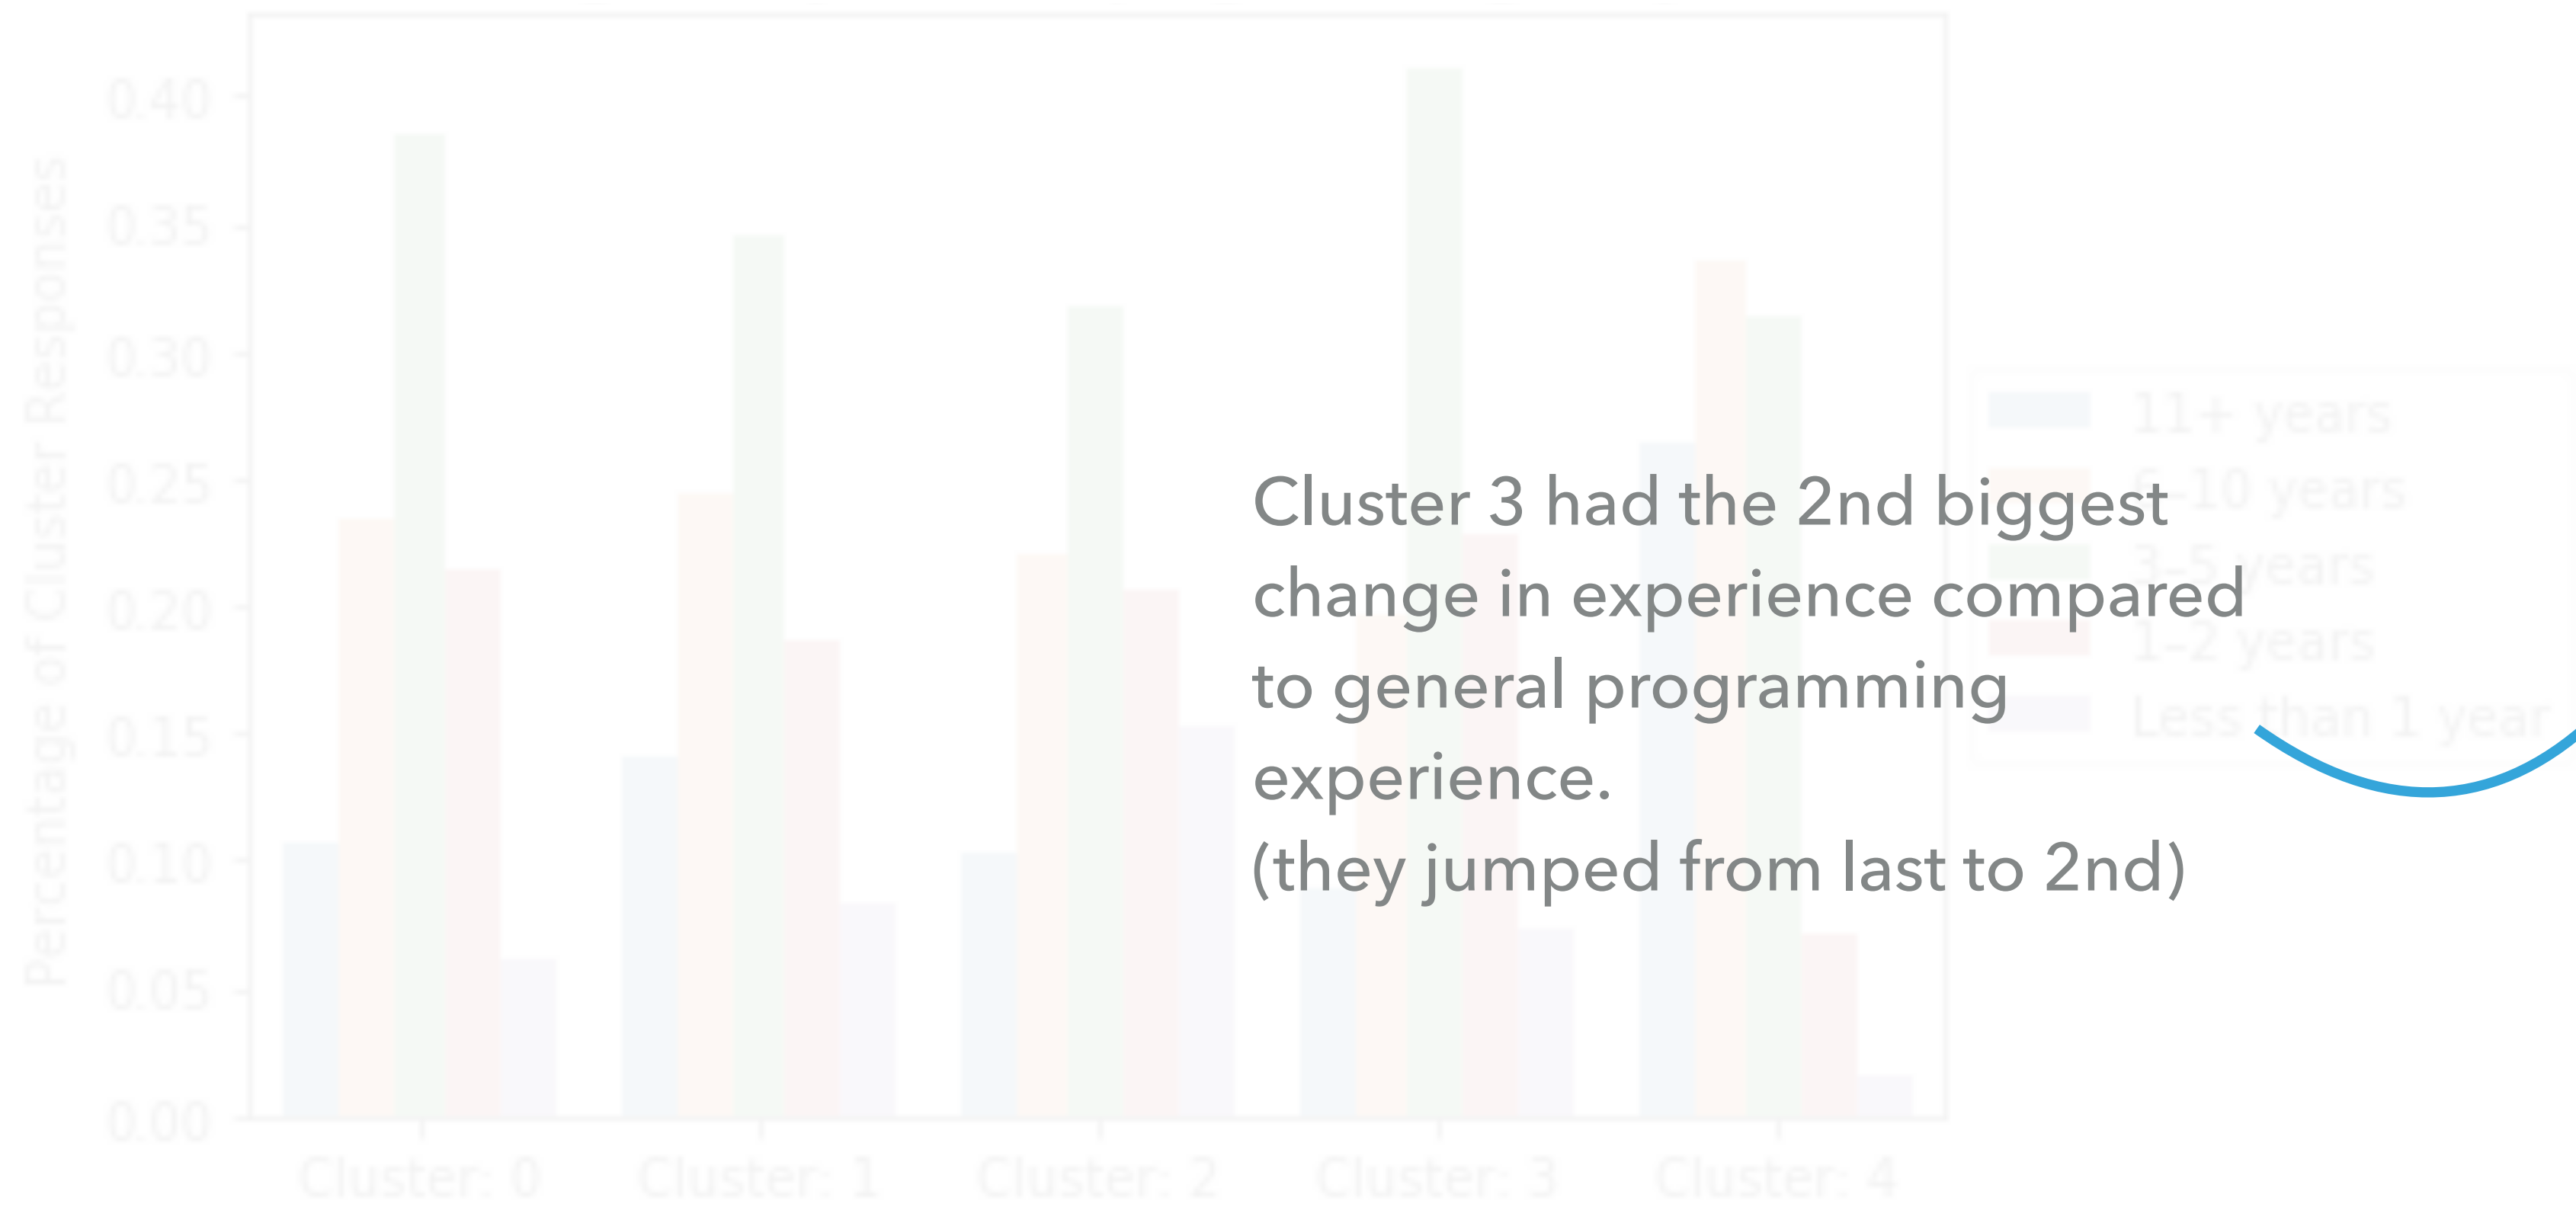 0.40
0.35
0.30
0.25
0.20
0.15
0.10
0.05
0.00
Percentage of Cluster Responses
Cluster: 0
Cluster: 1
Cluster: 2
Cluster: 3
Cluster: 4
11+ years
6–10 years
3–5 years
1–2 years
Less than 1 year
Cluster 3 had the 2nd biggest
change in experience compared
to general programming
experience.
(they jumped from last to 2nd)